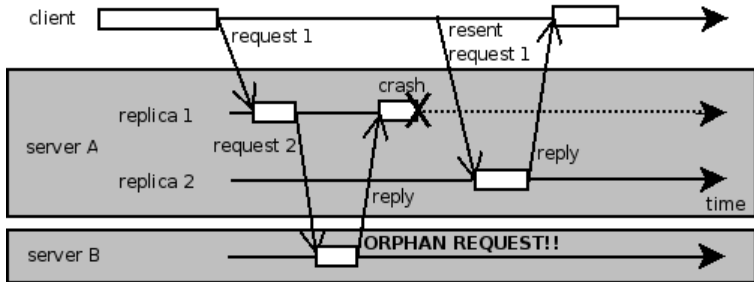 client
request 1
resent
request 1
crash
replica 1
server A
request 2
reply
replica 2
reply
time
ORPHAN REQUEST!!
server B